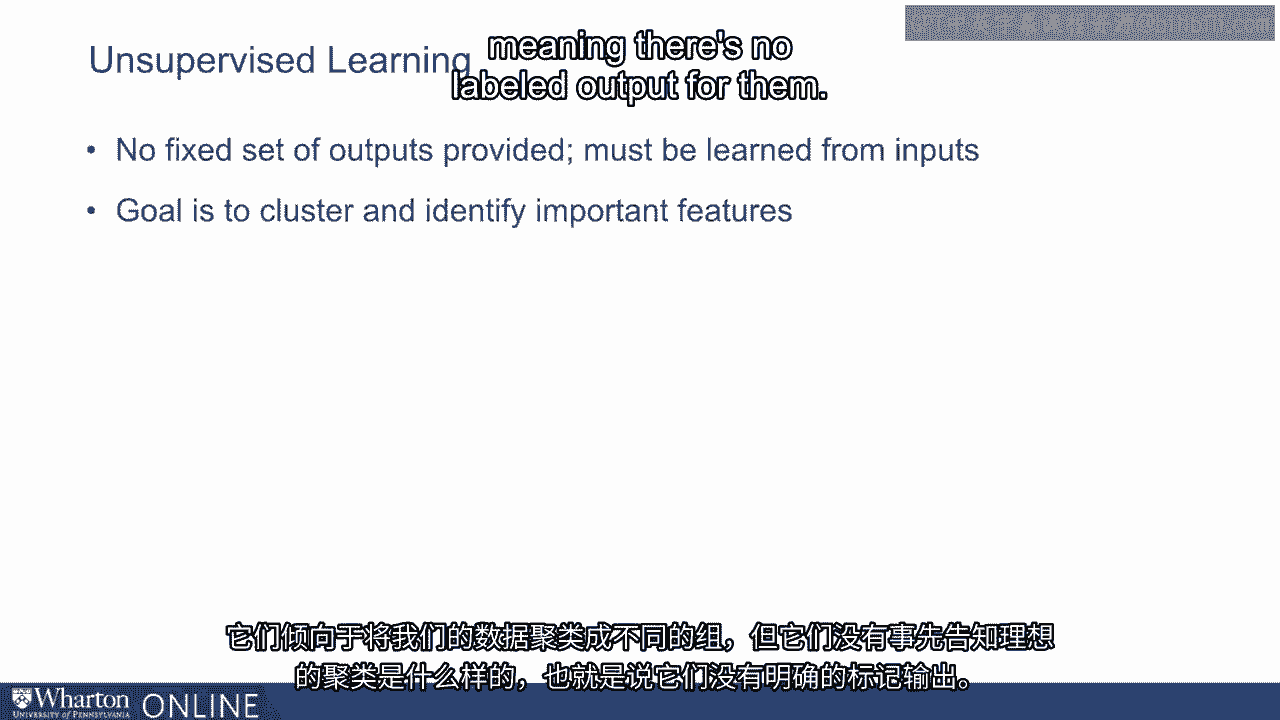 meaning there's no
labeled output for them.
Unsupervised Learning
• No fixed set of outputs provided; must be learned from inputs
• Goal is to cluster and identify important features
它们倾向于将我们的数据聚类成不同的组，但它们没有事先告知理想
的聚类是什么样的，也就是说它们没有明确的标记输出。
Wharton ONLINE
UNIVERSITY of PENNSYLVANIA